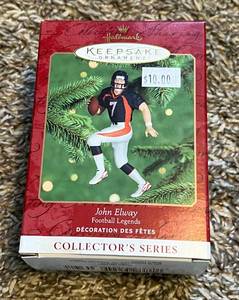 Hallmark
KEEPSAKE
ORNAMENT
$10.00
7
John Elway
Football Legends
DÉCORATION DES FÊTES
COLLECTOR'S SERIES